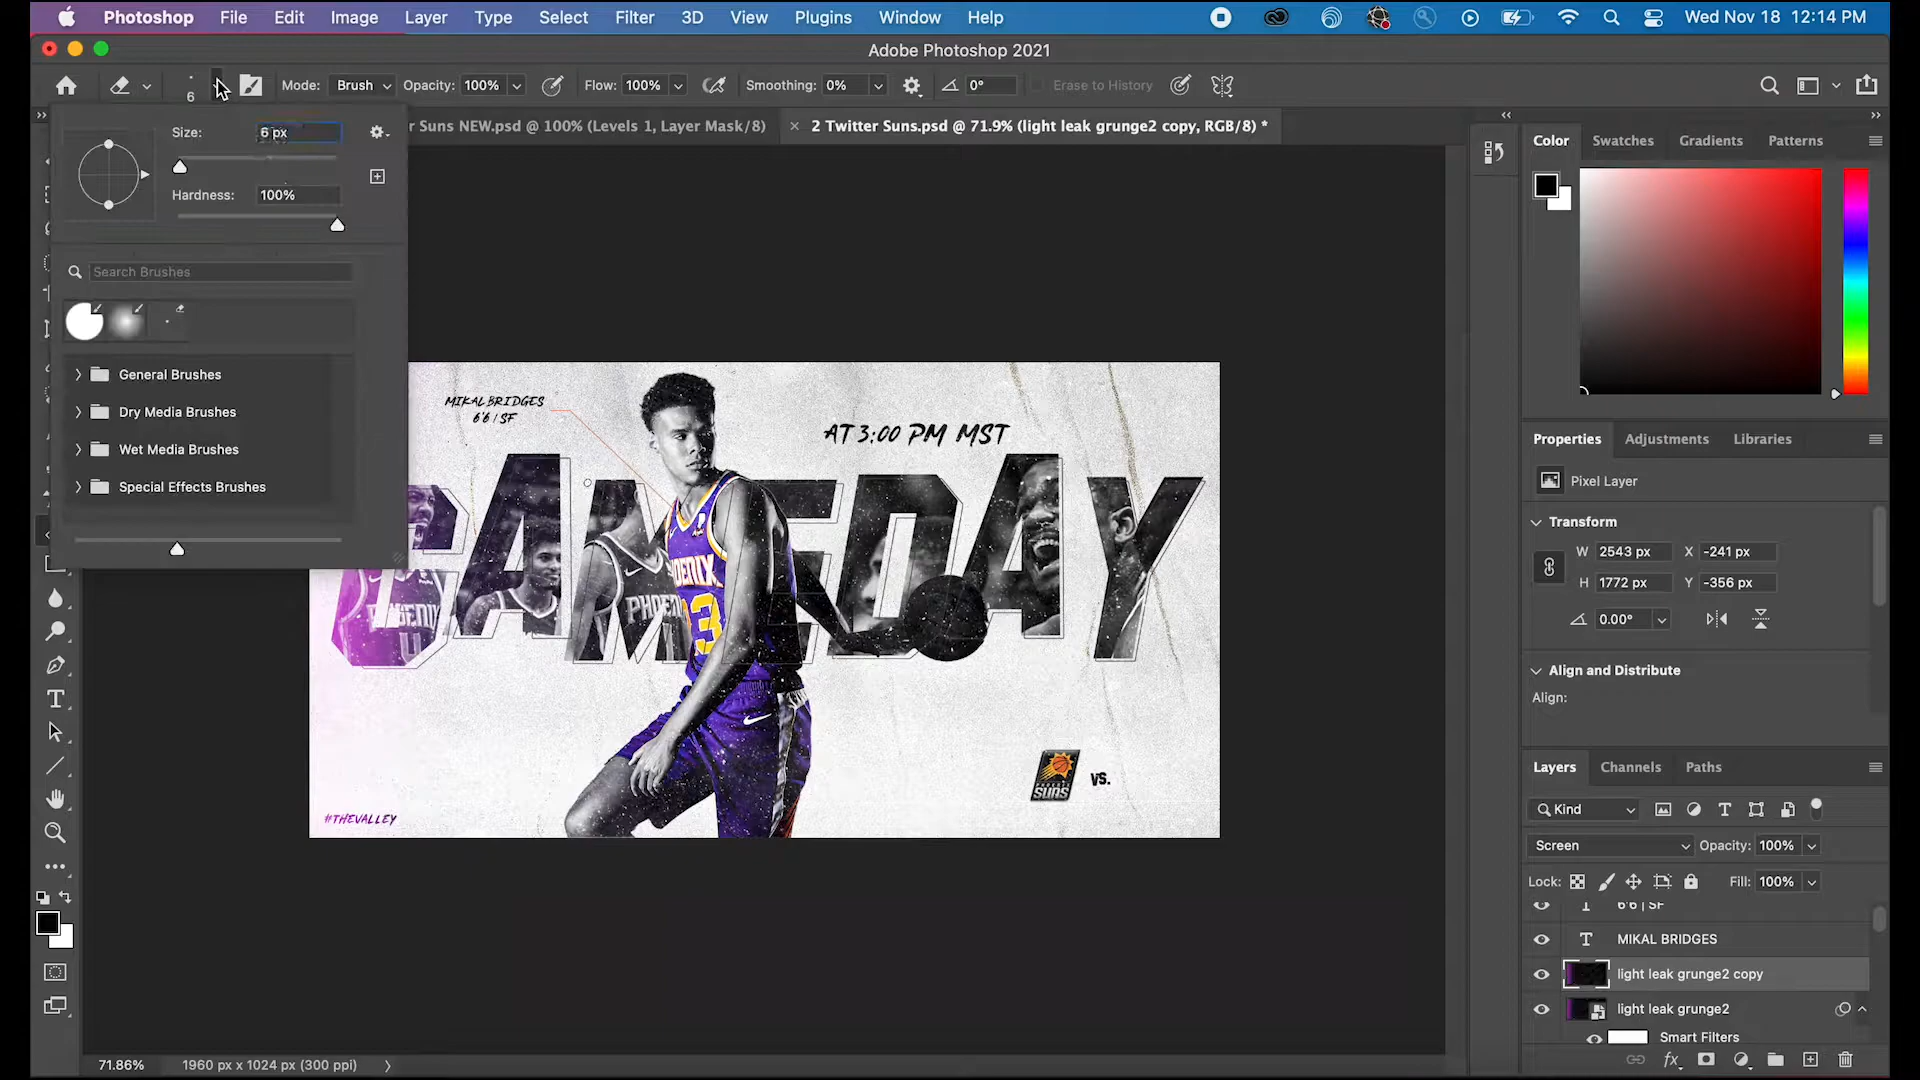 Photoshop File Edit Image Layer Type Select Filter 3D View Plugins Window Help Wed Nov 18 12:14 PM
Adobe Photoshop 2021
6 Mode: Brush Opacity: 100% Flow: 100% Smoothing: 0% 0° Erase to History
r Suns NEW.psd @ 100% (Levels 1, Layer Mask/8) 2 Twitter Suns.psd @ 71.9% (light leak grunge2 copy, RGB/8) *
Size: 6 px
Hardness: 100%
Search Brushes
General Brushes
Dry Media Brushes
Wet Media Brushes
Special Effects Brushes
MIKAL BRIDGES
6'6 | SF
AT 3:00 PM MST
GAMEDAY
PHOENIX
SUNS
VS.
#THEVALLEY
Color Swatches Gradients Patterns
Properties Adjustments Libraries
Pixel Layer
Transform
W 2543 px X -241 px
H 1772 px Y -356 px
0.00°
Align and Distribute
Align:
Layers Channels Paths
Kind
Screen Opacity: 100%
Lock: Fill: 100%
6'6 | SF
MIKAL BRIDGES
light leak grunge2 copy
light leak grunge2
Smart Filters
71.86% 1960 px x 1024 px (300 ppi)